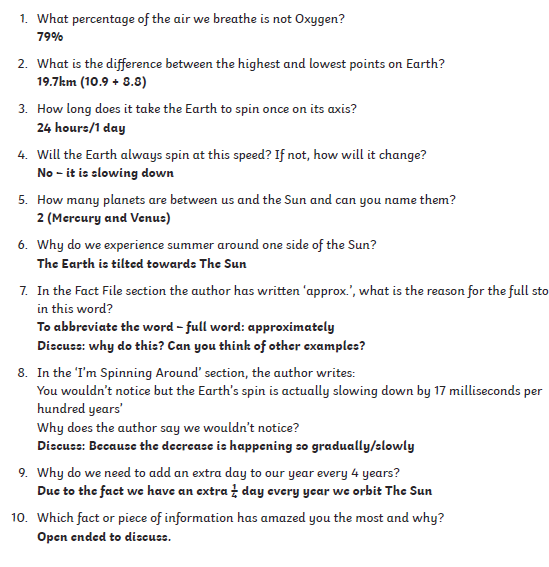 1. What percentage of the air we breathe is not Oxygen?
79%
2. What is the difference between the highest and lowest points on Earth?
19.7km (10.9 + 8.8)
3. How long does it take the Earth to spin once on its axis?
24 hours/1 day
4. Will the Earth always spin at this speed? If not, how will it change?
No – it is slowing down
5. How many planets are between us and the Sun and can you name them?
2 (Mercury and Venus)
6. Why do we experience summer around one side of the Sun?
The Earth is tilted towards The Sun
7. In the Fact File section the author has written 'approx.', what is the reason for the full sto
in this word?
To abbreviate the word – full word: approximately
Discuss: why do this? Can you think of other examples?
8. In the 'I'm Spinning Around' section, the author writes:
You wouldn't notice but the Earth's spin is actually slowing down by 17 milliseconds per
hundred years'
Why does the author say we wouldn't notice?
Discuss: Because the decrease is happening so gradually/slowly
9. Why do we need to add an extra day to our year every 4 years?
Due to the fact we have an extra ¼ day every year we orbit The Sun
10. Which fact or piece of information has amazed you the most and why?
Open ended to discuss.